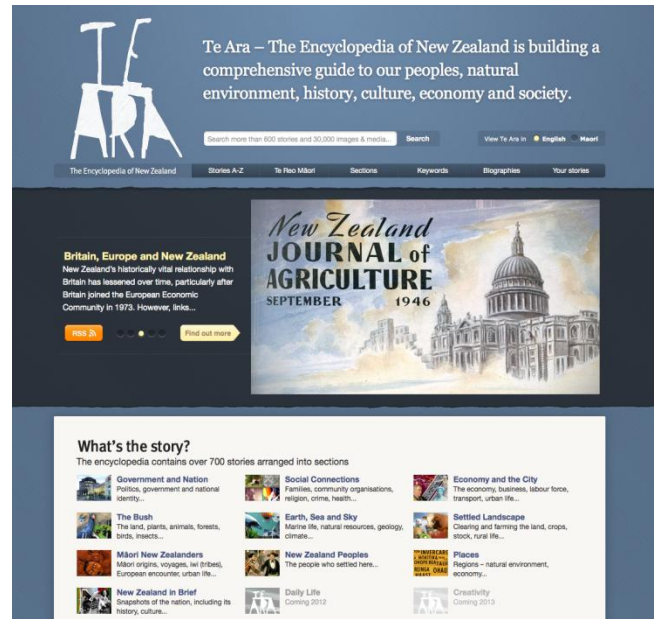 TE
ARA
Te Ara – The Encyclopedia of New Zealand is building a
comprehensive guide to our peoples, natural
environment, history, culture, economy and society.
Search more than 600 stories and 30,000 images & media...
Search
View Te Ara in English Maori
The Encyclopedia of New Zealand
Stories A-Z
Te Reo Māori
Sections
Keywords
Biographies
Your stories
Britain, Europe and New Zealand
New Zealand's historically vital relationship with
Britain has lessened over time, particularly after
Britain joined the European Economic
Community in 1973. However, links...
RSS
Find out more
New Zealand
JOURNAL of
AGRICULTURE
SEPTEMBER 1946
What's the story?
The encyclopedia contains over 700 stories arranged into sections
Government and Nation
Politics, government and national
identity...
Social Connections
Families, community organisations,
religion, crime, health...
Economy and the City
The economy, business, labour force,
transport, urban life...
The Bush
The land, plants, animals, forests,
birds, insects...
Earth, Sea and Sky
Marine life, natural resources, geology,
climate...
Settled Landscape
Clearing and farming the land, crops,
stock, rural life...
Māori New Zealanders
Māori origins, voyages, iwi (tribes),
European encounter, urban life...
New Zealand Peoples
The people who settled here...
Places
Regions – natural environment,
economy...
New Zealand in Brief
Snapshots of the nation, including its
history, culture...
Daily Life
Coming 2012
Creativity
Coming 2013